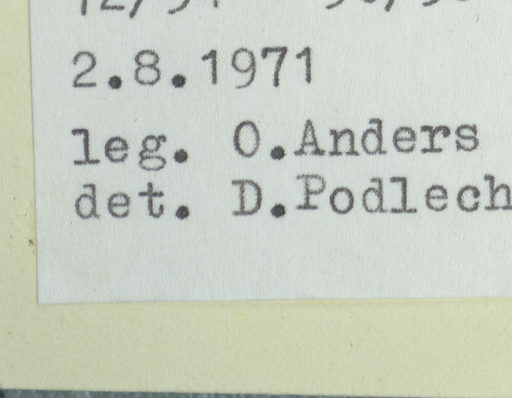 2.8.1971
leg. O.Anders
det. D.Podlech